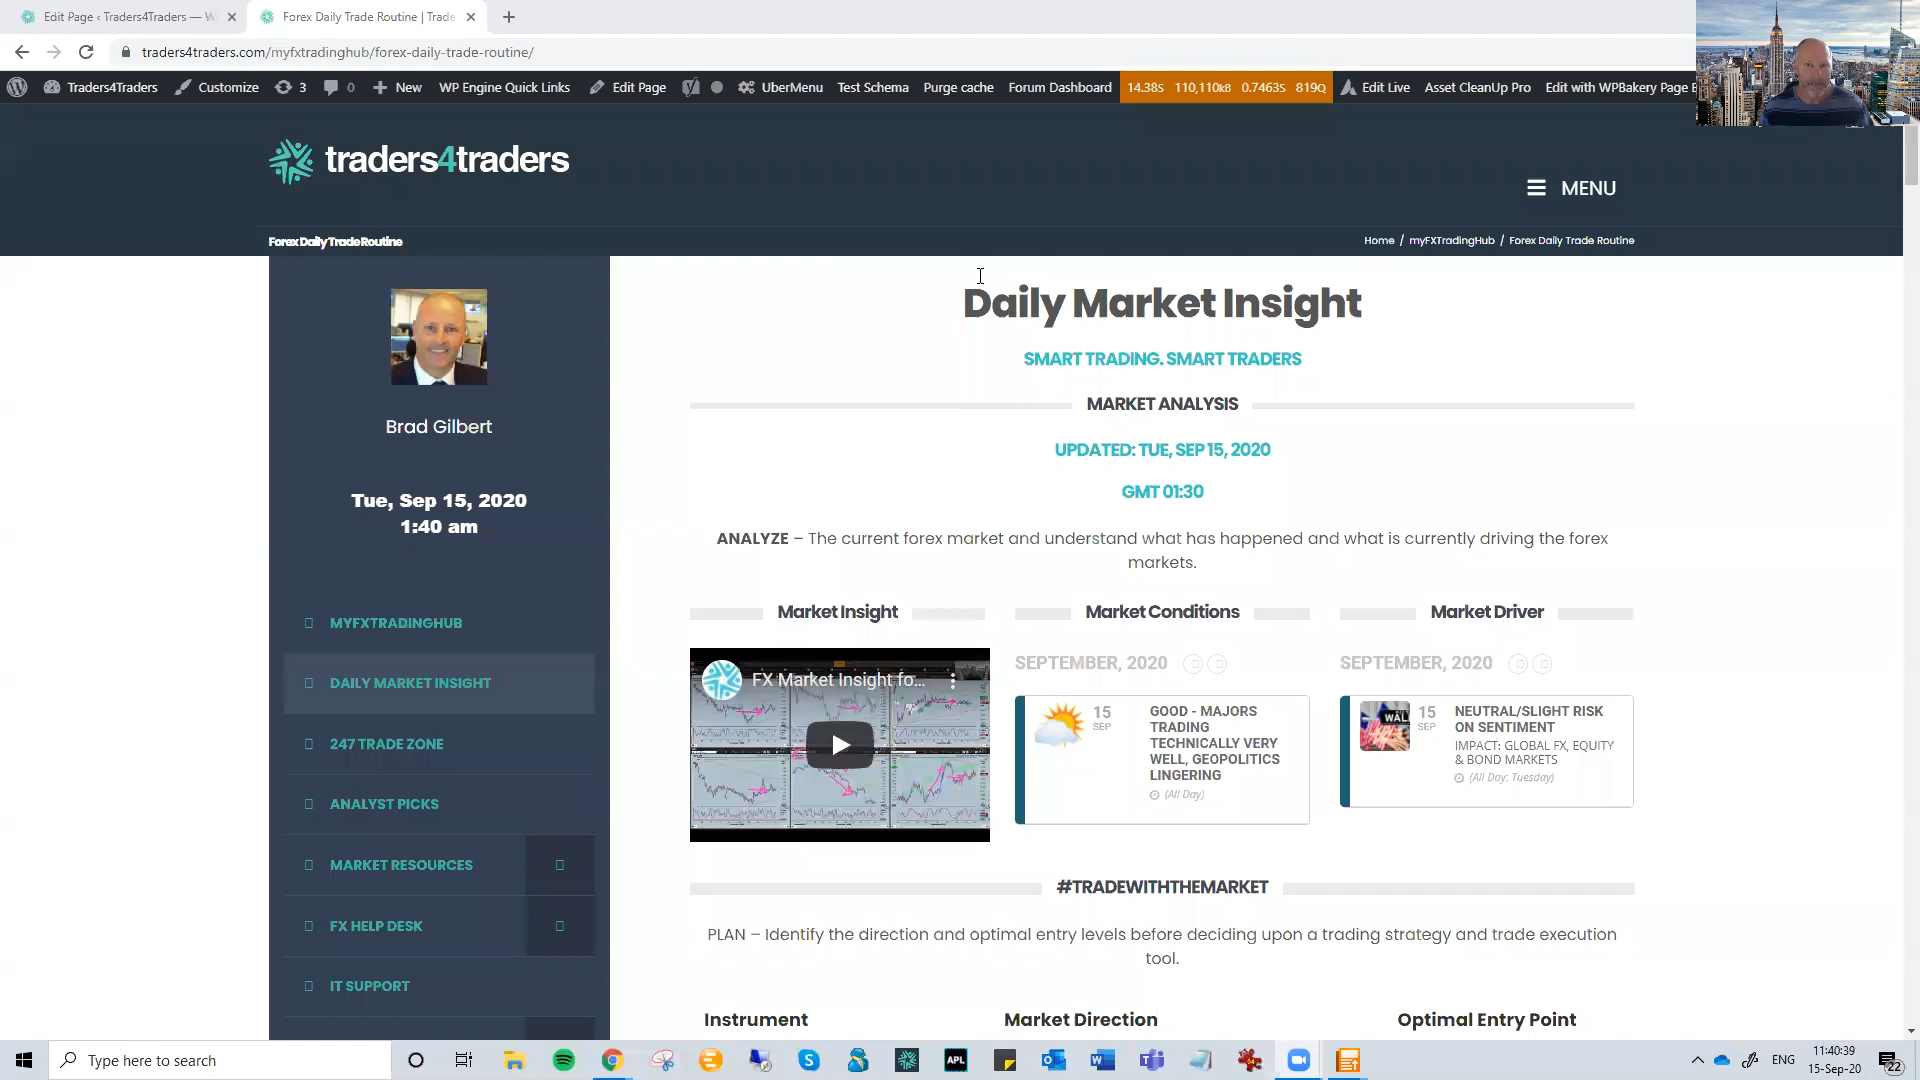 Edit Page ‹ Traders4Traders — W
Forex Daily Trade Routine | Trade
traders4traders.com/myfxtradinghub/forex-daily-trade-routine/
Traders4Traders
Customize
3
0
New
WP Engine Quick Links
Edit Page
UberMenu
Test Schema
Purge cache
Forum Dashboard
14.38S 110,110KB 0.7463S 819Q
Edit Live
Asset CleanUp Pro
Edit with WPBakery Page
traders4traders
MENU
Forex Daily Trade Routine
Home / myFXTradingHub / Forex Daily Trade Routine
Brad Gilbert
Tue, Sep 15, 2020
1:40 am
MYFXTRADINGHUB
DAILY MARKET INSIGHT
247 TRADE ZONE
ANALYST PICKS
MARKET RESOURCES
FX HELP DESK
IT SUPPORT
Daily Market Insight
SMART TRADING. SMART TRADERS
MARKET ANALYSIS
UPDATED: TUE, SEP 15, 2020
GMT 01:30
ANALYZE – The current forex market and understand what has happened and what is currently driving the forex
markets.
Market Insight
FX Market Insight fo...
Market Conditions
SEPTEMBER, 2020
15
SEP
GOOD - MAJORS
TRADING
TECHNICALLY VERY
WELL, GEOPOLITICS
LINGERING
(All Day)
Market Driver
SEPTEMBER, 2020
WAL
15
SEP
NEUTRAL/SLIGHT RISK
ON SENTIMENT
IMPACT: GLOBAL FX, EQUITY
& BOND MARKETS
(All Day: Tuesday)
#TRADEWITHTHEMARKET
PLAN – Identify the direction and optimal entry levels before deciding upon a trading strategy and trade execution
tool.
Instrument
Market Direction
Optimal Entry Point
Type here to search
APL
ENG
11:40:39
15-Sep-20
22